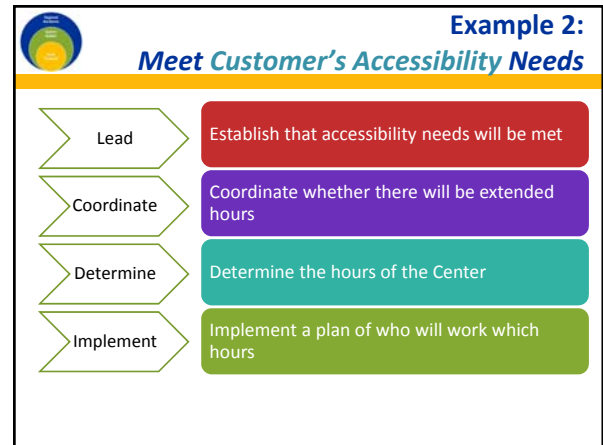 Example 2:
Meet Customer's Accessibility Needs
Lead
Establish that accessibility needs will be met
Coordinate
Coordinate whether there will be extended
hours
Determine
Determine the hours of the Center
Implement
Implement a plan of who will work which
hours